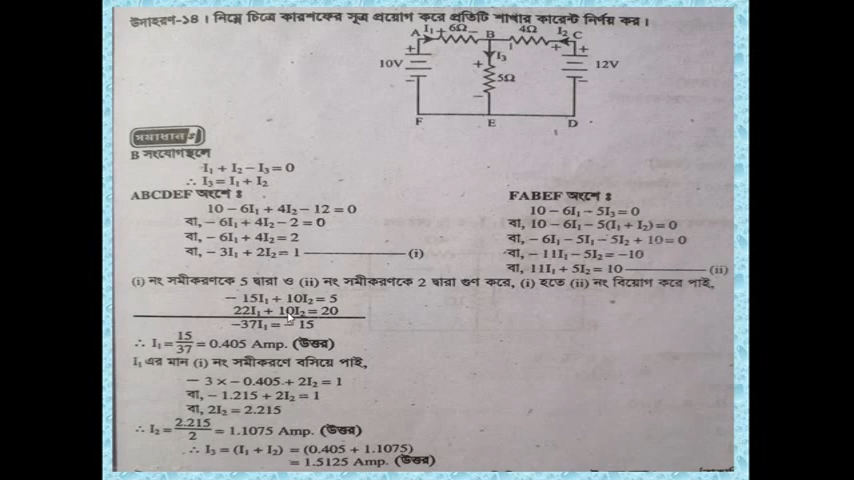 উদাহরণ-১৪ । নিম্নে চিত্রে কারশফের সূত্র প্রয়োগ করে প্রতিটি শাখার কারেন্ট নির্ণয় কর ।
A I₁ + 6Ω − B 4Ω I₂ C
+ − +
I₃
10V + 5Ω 12V
− − −
F E D
সমাধান ঃ
B সংযোগস্থলে
I₁ + I₂ − I₃ = 0
∴ I₃ = I₁ + I₂
ABCDEF অংশে ঃ
10 − 6I₁ + 4I₂ − 12 = 0
বা, − 6I₁ + 4I₂ − 2 = 0
বা, − 6I₁ + 4I₂ = 2
বা, − 3I₁ + 2I₂ = 1 (i)
FABEF অংশে ঃ
10 − 6I₁ − 5I₃ = 0
বা, 10 − 6I₁ − 5(I₁ + I₂) = 0
বা, − 6I₁ − 5I₁ − 5I₂ + 10 = 0
বা, − 11I₁ − 5I₂ = −10
বা, 11I₁ + 5I₂ = 10 (ii)
(i) নং সমীকরণকে 5 দ্বারা ও (ii) নং সমীকরণকে 2 দ্বারা গুণ করে, (i) হতে (ii) নং বিয়োগ করে পাই,
− 15I₁ + 10I₂ = 5
22I₁ + 10I₂ = 20
−37I₁ = − 15
∴ I₁ = 15/37 = 0.405 Amp. (উত্তর)
I₁ এর মান (i) নং সমীকরণে বসিয়ে পাই,
− 3 × − 0.405 + 2I₂ = 1
বা, − 1.215 + 2I₂ = 1
বা, 2I₂ = 2.215
∴ I₂ = 2.215/2 = 1.1075 Amp. (উত্তর)
∴ I₃ = (I₁ + I₂) = (0.405 + 1.1075)
= 1.5125 Amp. (উত্তর)